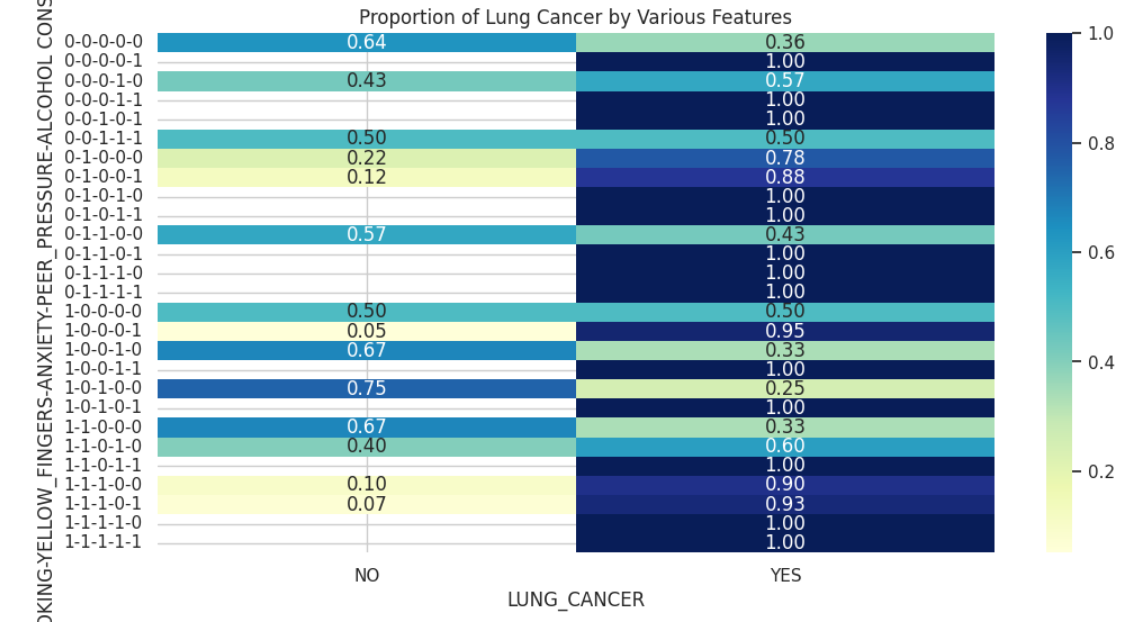 Proportion of Lung Cancer by Various Features
OKING-YELLOW_FINGERS-ANXIETY-PEER_PRESSURE-ALCOHOL CONS
0-0-0-0-0 0.64 0.36
0-0-0-0-1 1.00
0-0-0-1-0 0.43 0.57
0-0-0-1-1 1.00
0-0-1-0-1 1.00
0-0-1-1-1 0.50 0.50
0-1-0-0-0 0.22 0.78
0-1-0-0-1 0.12 0.88
0-1-0-1-0 1.00
0-1-0-1-1 1.00
0-1-1-0-0 0.57 0.43
0-1-1-0-1 1.00
0-1-1-1-0 1.00
0-1-1-1-1 1.00
1-0-0-0-0 0.50 0.50
1-0-0-0-1 0.05 0.95
1-0-0-1-0 0.67 0.33
1-0-0-1-1 1.00
1-0-1-0-0 0.75 0.25
1-0-1-0-1 1.00
1-1-0-0-0 0.67 0.33
1-1-0-1-0 0.40 0.60
1-1-0-1-1 1.00
1-1-1-0-0 0.10 0.90
1-1-1-0-1 0.07 0.93
1-1-1-1-0 1.00
1-1-1-1-1 1.00
NO YES
LUNG_CANCER
1.0
0.8
0.6
0.4
0.2